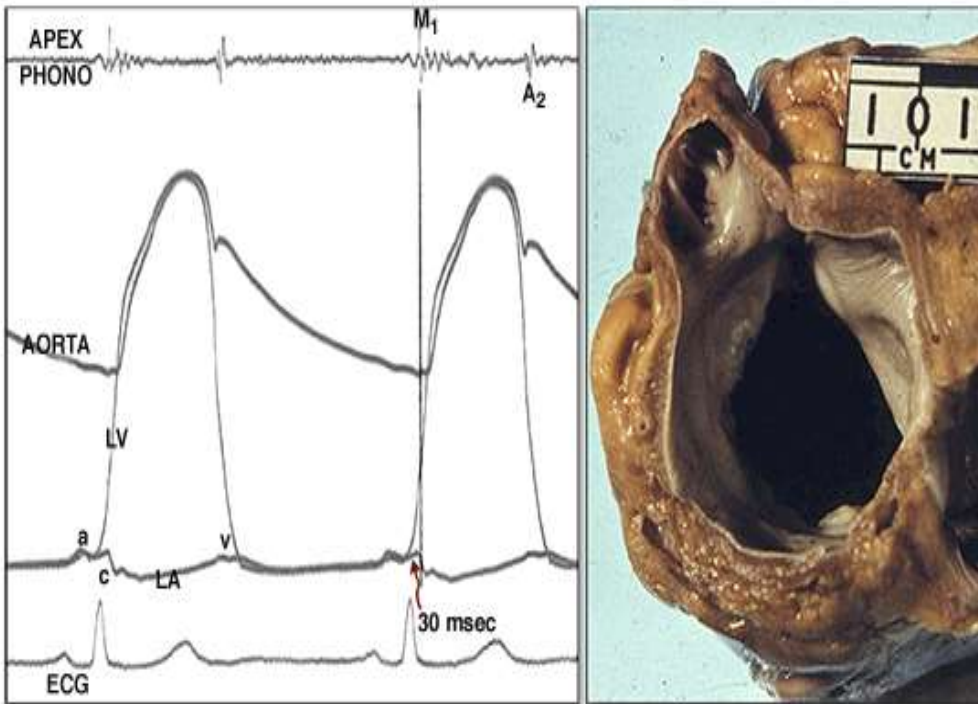 APEX
PHONO
M1
A2
AORTA
LV
a
v
c
LA
30 msec
ECG
1 0 1
CM